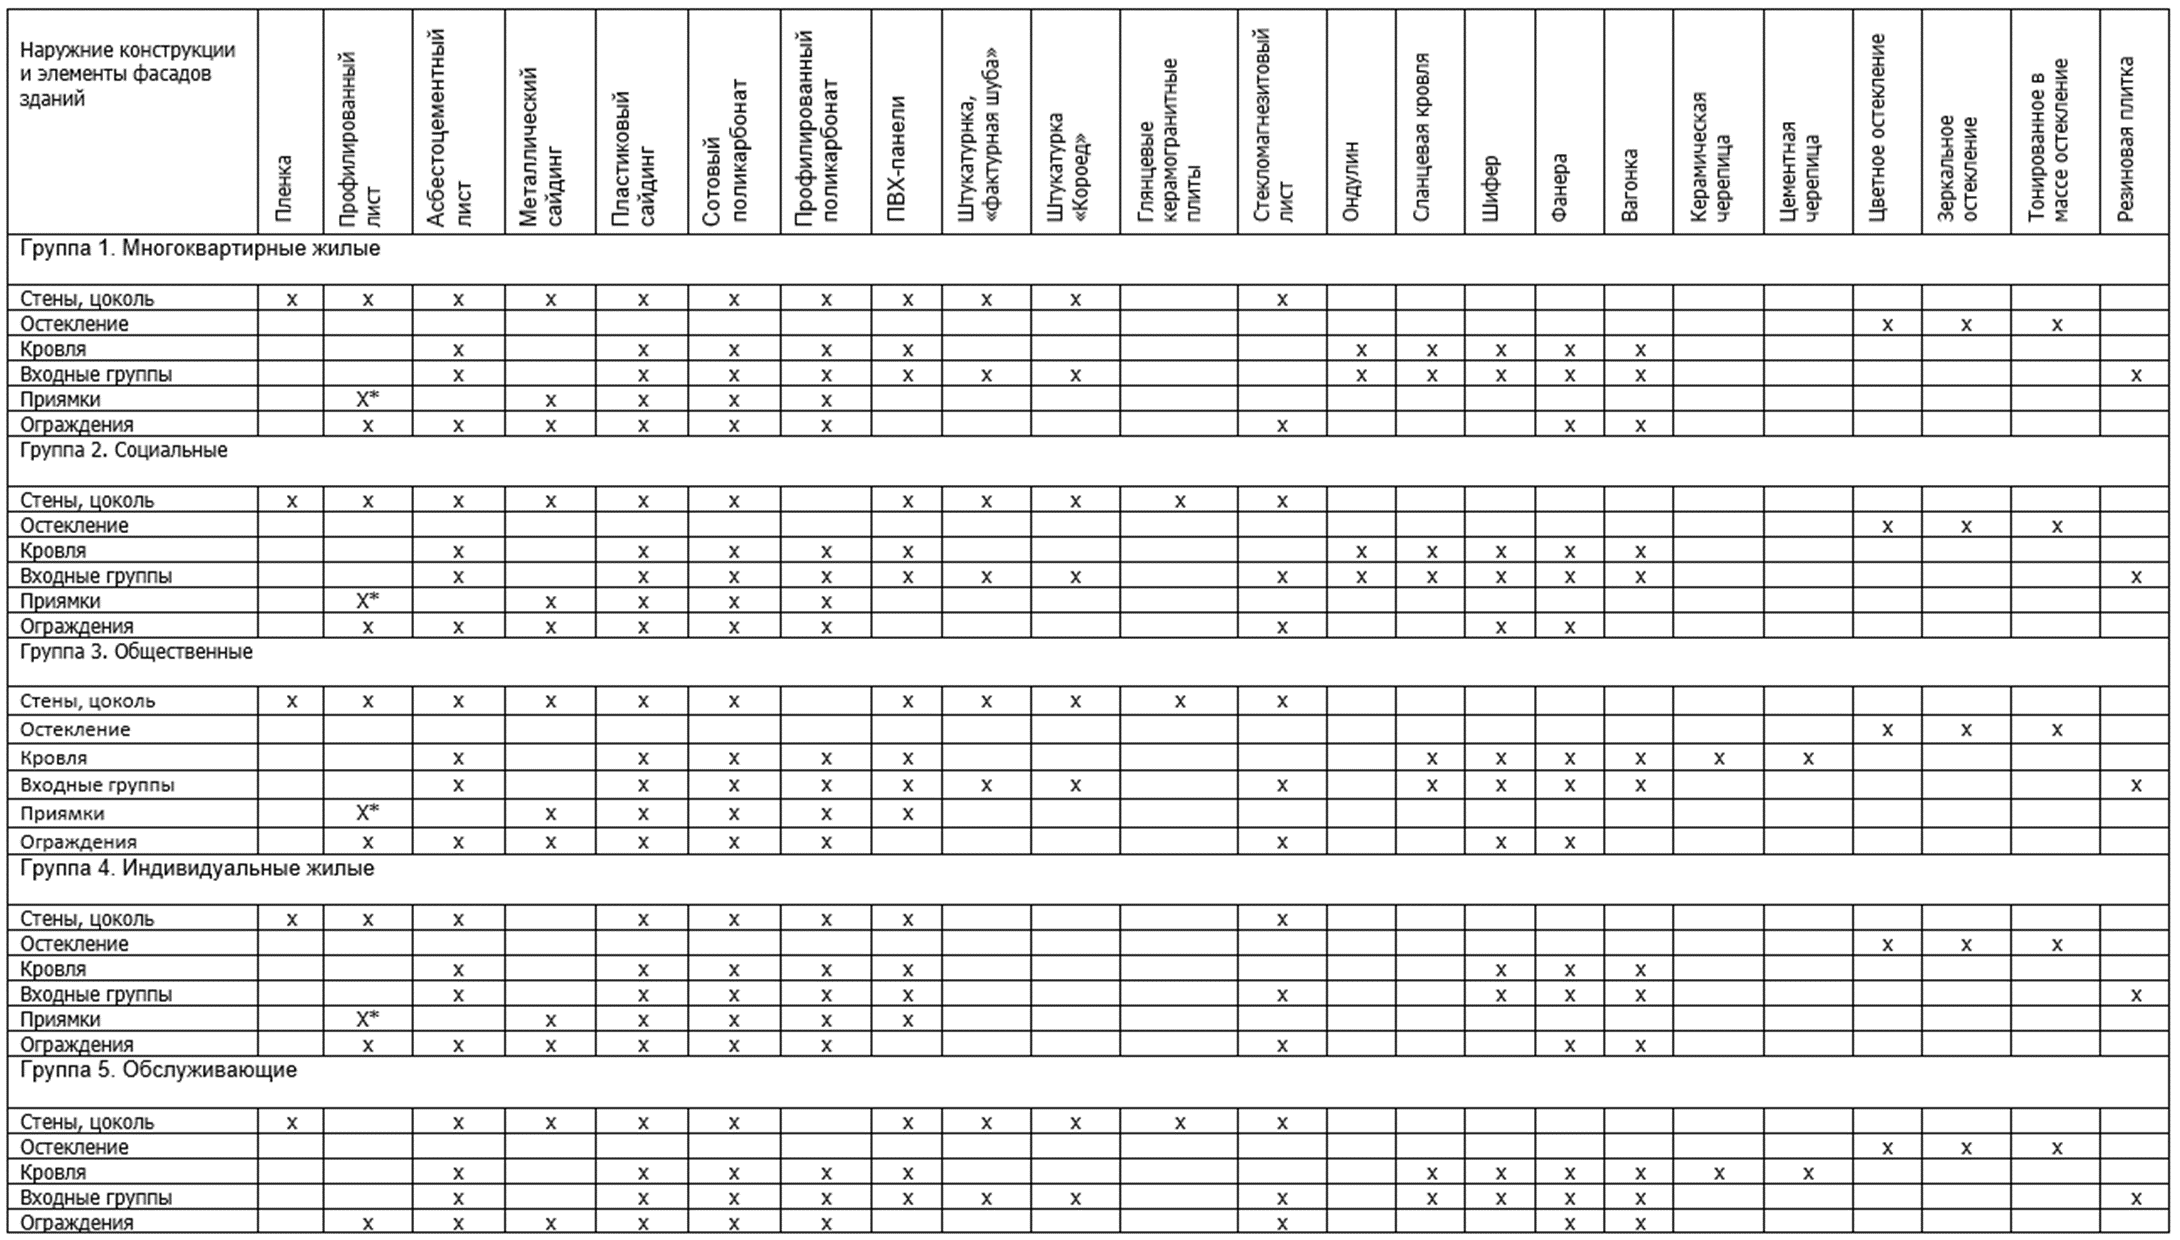 Наружние конструкции
и элементы фасадов
зданий
Пленка
Профилированный
лист
Асбестоцементный
лист
Металлический
сайдинг
Пластиковый
сайдинг
Сотовый
поликарбонат
Профилированный
поликарбонат
ПВХ-панели
Штукатурнка,
«фактурная шуба»
Штукатурка
«Короед»
Глянцевые
керамогранитные
плиты
Стекломагнезитовый
лист
Ондулин
Сланцевая кровля
Шифер
Фанера
Вагонка
Керамическая
черепица
Цементная
черепица
Цветное остекление
Зеркальное
остекление
Тонированное в
массе остекление
Резиновая плитка
Группа 1. Многоквартирные жилые
Стены, цоколь x x x x x x x x x x x
Остекление x x x
Кровля x x x x x x x x x x
Входные группы x x x x x x x x x x x x x
Приямки X* x x x x
Ограждения x x x x x x x x x
Группа 2. Социальные
Стены, цоколь x x x x x x x x x x x
Остекление x x x
Кровля x x x x x x x x x x
Входные группы x x x x x x x x x x x x x x
Приямки X* x x x x
Ограждения x x x x x x x x x
Группа 3. Общественные
Стены, цоколь x x x x x x x x x x x
Остекление x x x
Кровля x x x x x x x x x x x
Входные группы x x x x x x x x x x x x x
Приямки X* x x x x x
Ограждения x x x x x x x x x
Группа 4. Индивидуальные жилые
Стены, цоколь x x x x x x x x
Остекление x x x
Кровля x x x x x x x x
Входные группы x x x x x x x x x x
Приямки X* x x x x x
Ограждения x x x x x x x x x
Группа 5. Обслуживающие
Стены, цоколь x x x x x x x x x x
Остекление x x x
Кровля x x x x x x x x x x x
Входные группы x x x x x x x x x x x x x
Ограждения x x x x x x x x x